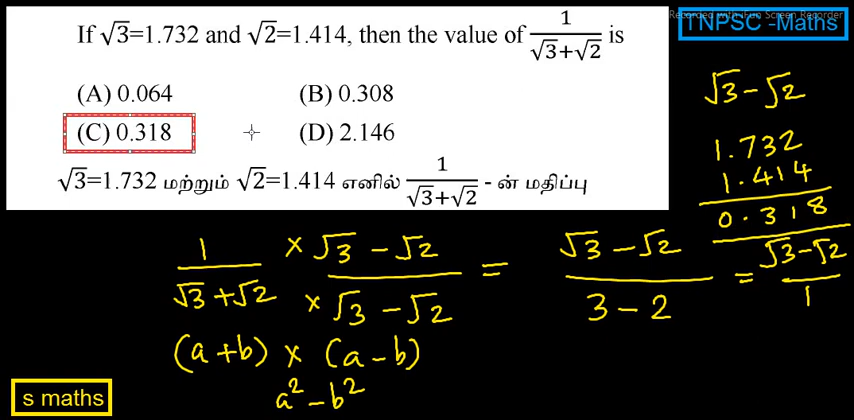 Recorded with iFun Screen Recorder
TNPSC -Maths
If √3=1.732 and √2=1.414, then the value of 1/(√3+√2) is
(A) 0.064 (B) 0.308
(C) 0.318 (D) 2.146
√3=1.732 மற்றும் √2=1.414 எனில் 1/(√3+√2) - ன் மதிப்பு
√3 - √2
1.732
1.414
0.318
1/(√3+√2) × (√3-√2) / × (√3-√2) = (√3-√2)/(3-2) = (√3-√2)/1
(a+b) × (a-b)
a²-b²
s maths